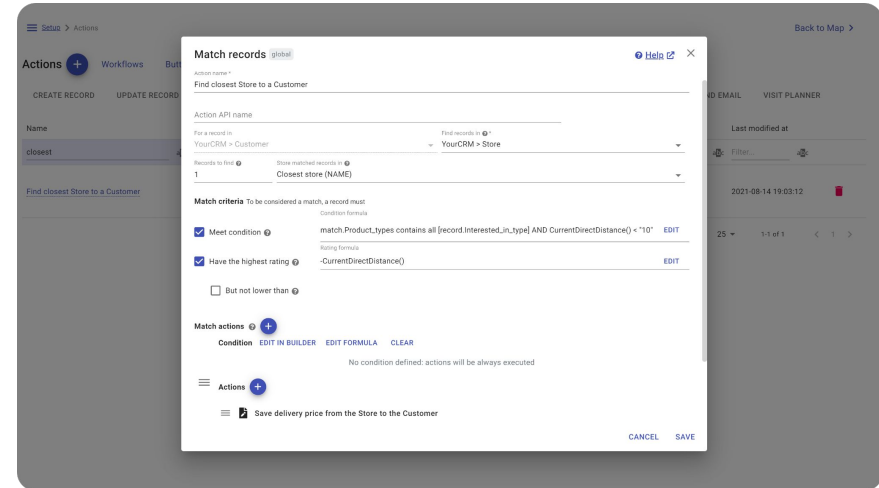 Setup > Actions
Back to Map >
Actions + Workflows Butt
CREATE RECORD UPDATE RECORD
ND EMAIL VISIT PLANNER
Name
Last modified at
closest
Filter...
Find closest Store to a Customer
2021-08-14 19:03:12
25 1-1 of 1 < 1 >
Match records global
Help
Action name *
Find closest Store to a Customer
Action API name
For a record in
YourCRM > Customer
Find records in *
YourCRM > Store
Records to find
1
Store matched records in
Closest store (NAME)
Match criteria To be considered a match, a record must
Condition formula
Meet condition
match.Product_types contains all [record.Interested_in_type] AND CurrentDirectDistance() < "10" EDIT
Rating formula
Have the highest rating
-CurrentDirectDistance() EDIT
But not lower than
Match actions +
Condition EDIT IN BUILDER EDIT FORMULA CLEAR
No condition defined: actions will be always executed
Actions +
Save delivery price from the Store to the Customer
CANCEL SAVE